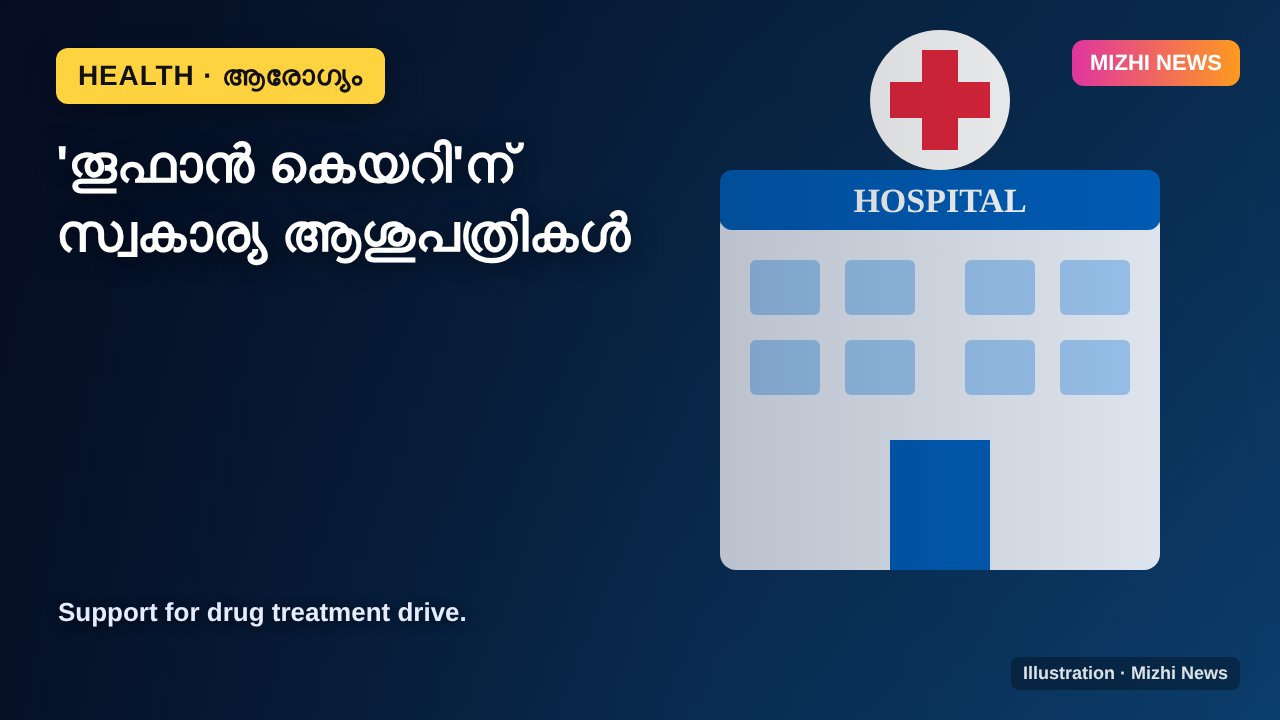 HEALTH · ആരോഗ്യം
MIZHI NEWS
'തൂഫാൻ കെയറി'ന്
സ്വകാര്യ ആശുപത്രികൾ
HOSPITAL
Support for drug treatment drive.
Illustration · Mizhi News